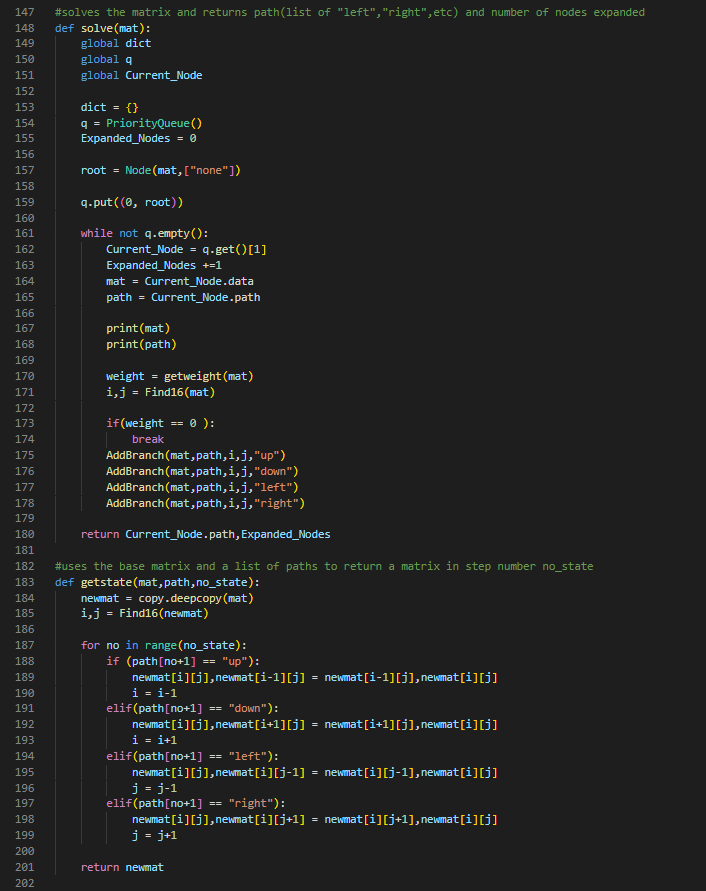 147 #solves the matrix and returns path(list of "left","right",etc) and number of nodes expanded
148 def solve(mat):
149     global dict
150     global q
151     global Current_Node
152
153     dict = {}
154     q = PriorityQueue()
155     Expanded_Nodes = 0
156
157     root = Node(mat,["none"])
158
159     q.put((0, root))
160
161     while not q.empty():
162         Current_Node = q.get()[1]
163         Expanded_Nodes +=1
164         mat = Current_Node.data
165         path = Current_Node.path
166
167         print(mat)
168         print(path)
169
170         weight = getweight(mat)
171         i,j = Find16(mat)
172
173         if(weight == 0 ):
174             break
175         AddBranch(mat,path,i,j,"up")
176         AddBranch(mat,path,i,j,"down")
177         AddBranch(mat,path,i,j,"left")
178         AddBranch(mat,path,i,j,"right")
179
180     return Current_Node.path,Expanded_Nodes
181
182 #uses the base matrix and a list of paths to return a matrix in step number no_state
183 def getstate(mat,path,no_state):
184     newmat = copy.deepcopy(mat)
185     i,j = Find16(newmat)
186
187     for no in range(no_state):
188         if (path[no+1] == "up"):
189             newmat[i][j],newmat[i-1][j] = newmat[i-1][j],newmat[i][j]
190             i = i-1
191         elif(path[no+1] == "down"):
192             newmat[i][j],newmat[i+1][j] = newmat[i+1][j],newmat[i][j]
193             i = i+1
194         elif(path[no+1] == "left"):
195             newmat[i][j],newmat[i][j-1] = newmat[i][j-1],newmat[i][j]
196             j = j-1
197         elif(path[no+1] == "right"):
198             newmat[i][j],newmat[i][j+1] = newmat[i][j+1],newmat[i][j]
199             j = j+1
200
201     return newmat
202